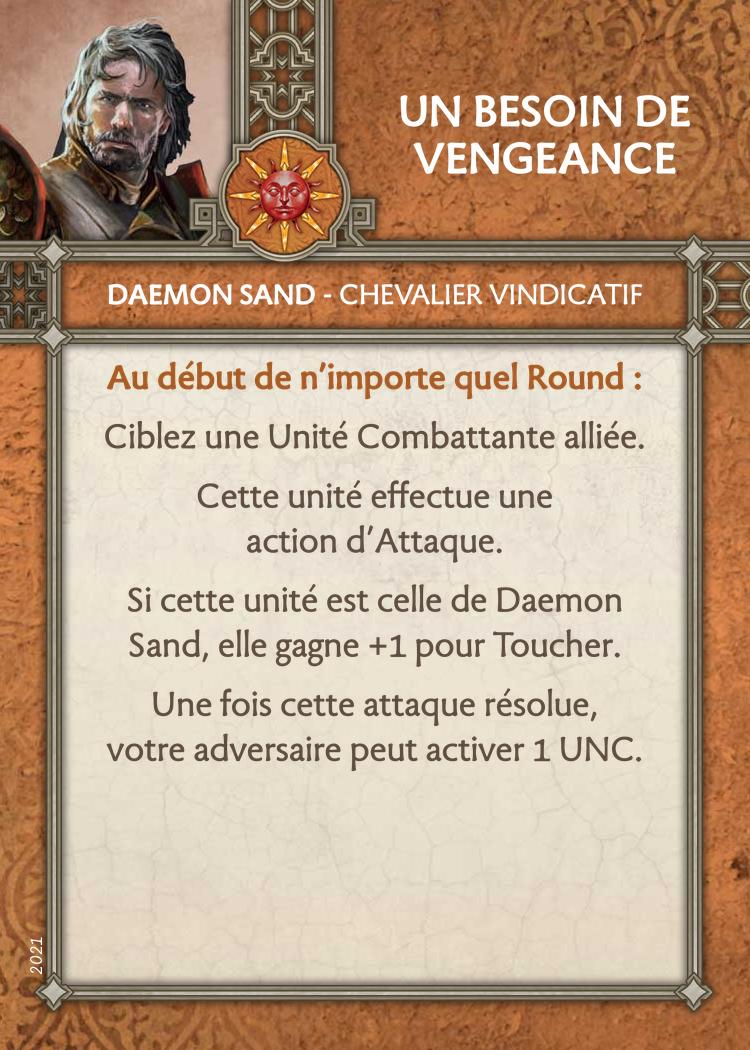 UN BESOIN DE
VENGEANCE
DAEMON SAND - CHEVALIER VINDICATIF
Au début de n'importe quel Round :
Ciblez une Unité Combattante alliée.
Cette unité effectue une
action d'Attaque.
Si cette unité est celle de Daemon
Sand, elle gagne +1 pour Toucher.
Une fois cette attaque résolue,
votre adversaire peut activer 1 UNC.
2021